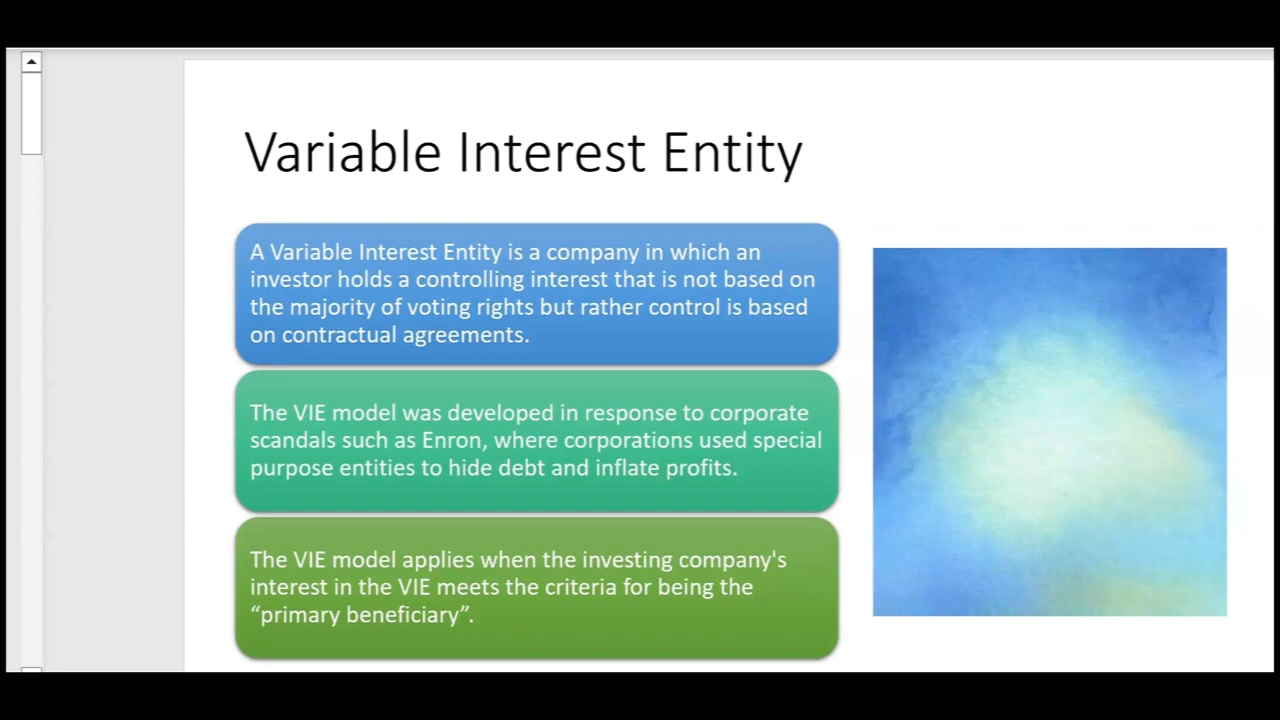 Variable Interest Entity
A Variable Interest Entity is a company in which an
investor holds a controlling interest that is not based on
the majority of voting rights but rather control is based
on contractual agreements.
The VIE model was developed in response to corporate
scandals such as Enron, where corporations used special
purpose entities to hide debt and inflate profits.
The VIE model applies when the investing company's
interest in the VIE meets the criteria for being the
“primary beneficiary”.